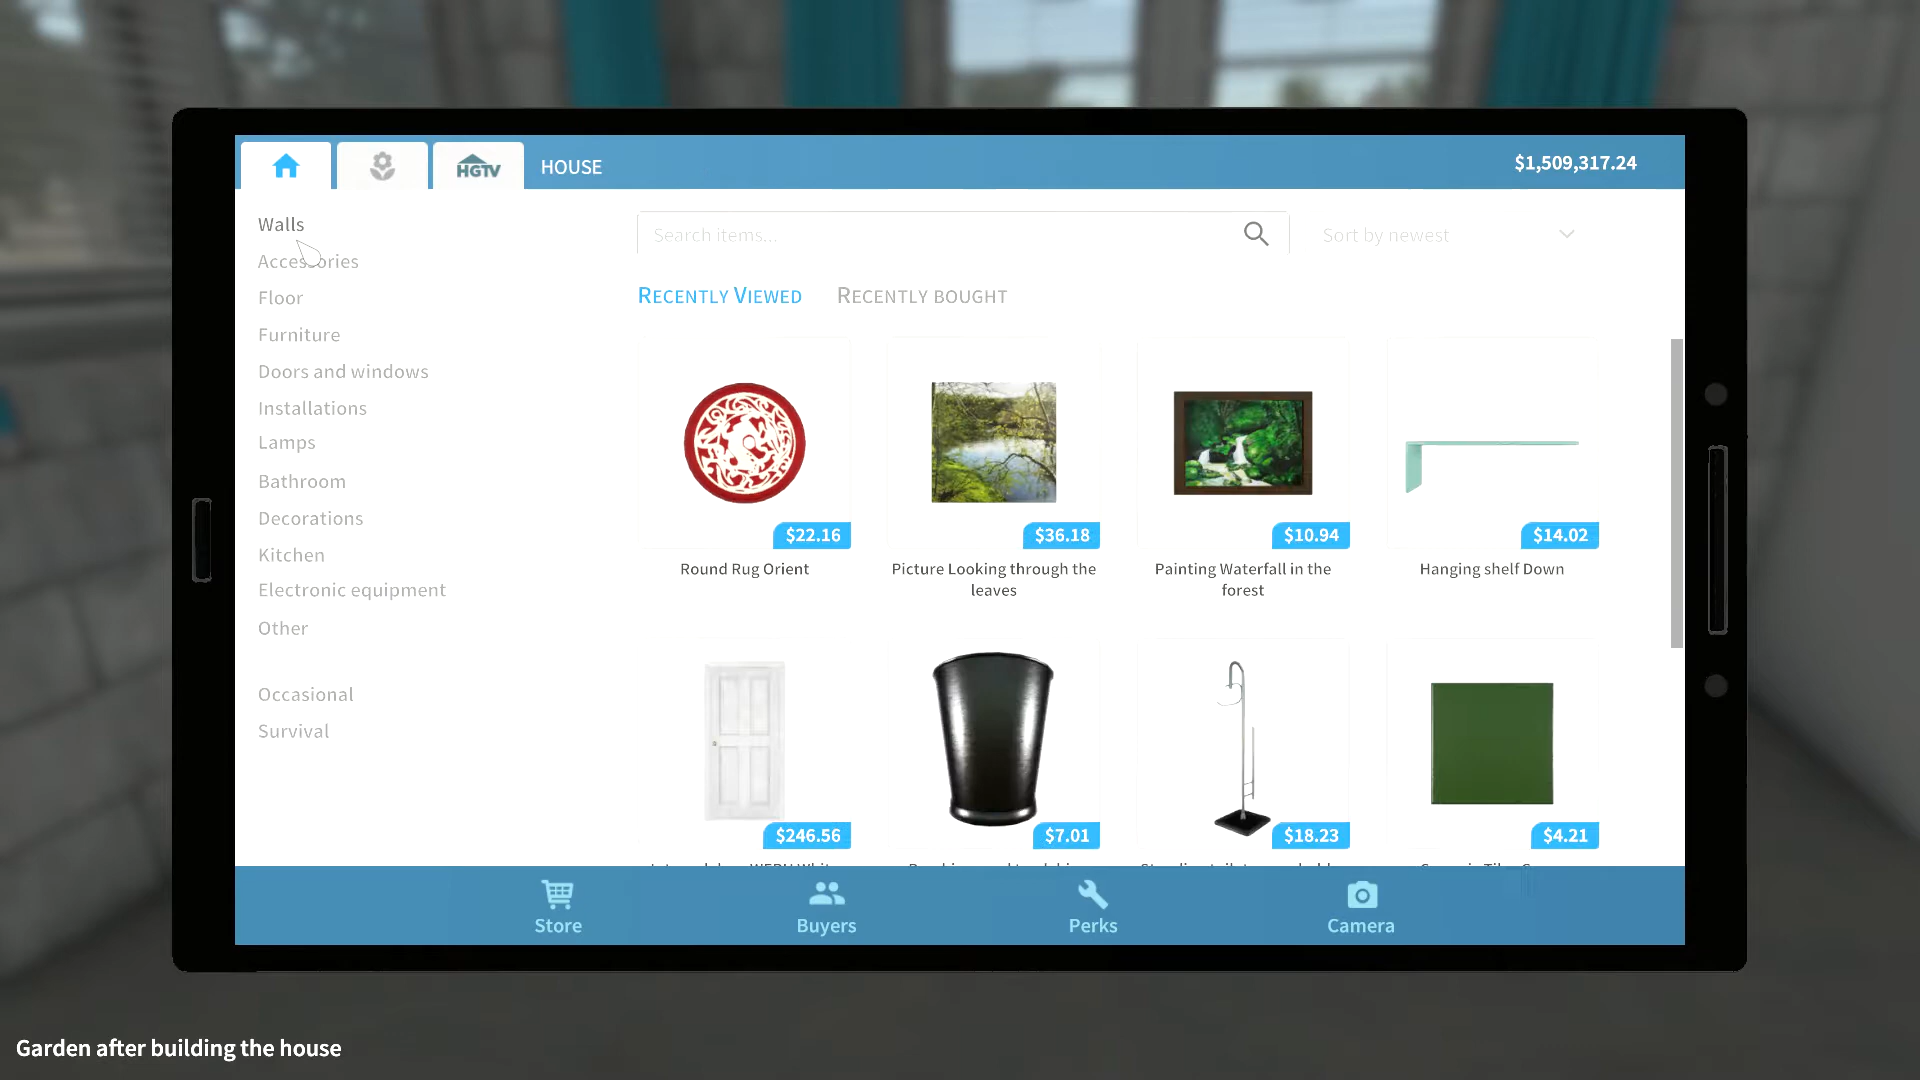 HGTV
HOUSE
$1,509,317.24
Walls
Accessories
Floor
Furniture
Doors and windows
Installations
Lamps
Bathroom
Decorations
Kitchen
Electronic equipment
Other
Occasional
Survival
Search items...
Sort by newest
RECENTLY VIEWED
RECENTLY BOUGHT
$22.16
Round Rug Orient
$36.18
Picture Looking through the
leaves
$10.94
Painting Waterfall in the
forest
$14.02
Hanging shelf Down
$246.56
$7.01
$18.23
$4.21
Store
Buyers
Perks
Camera
Garden after building the house